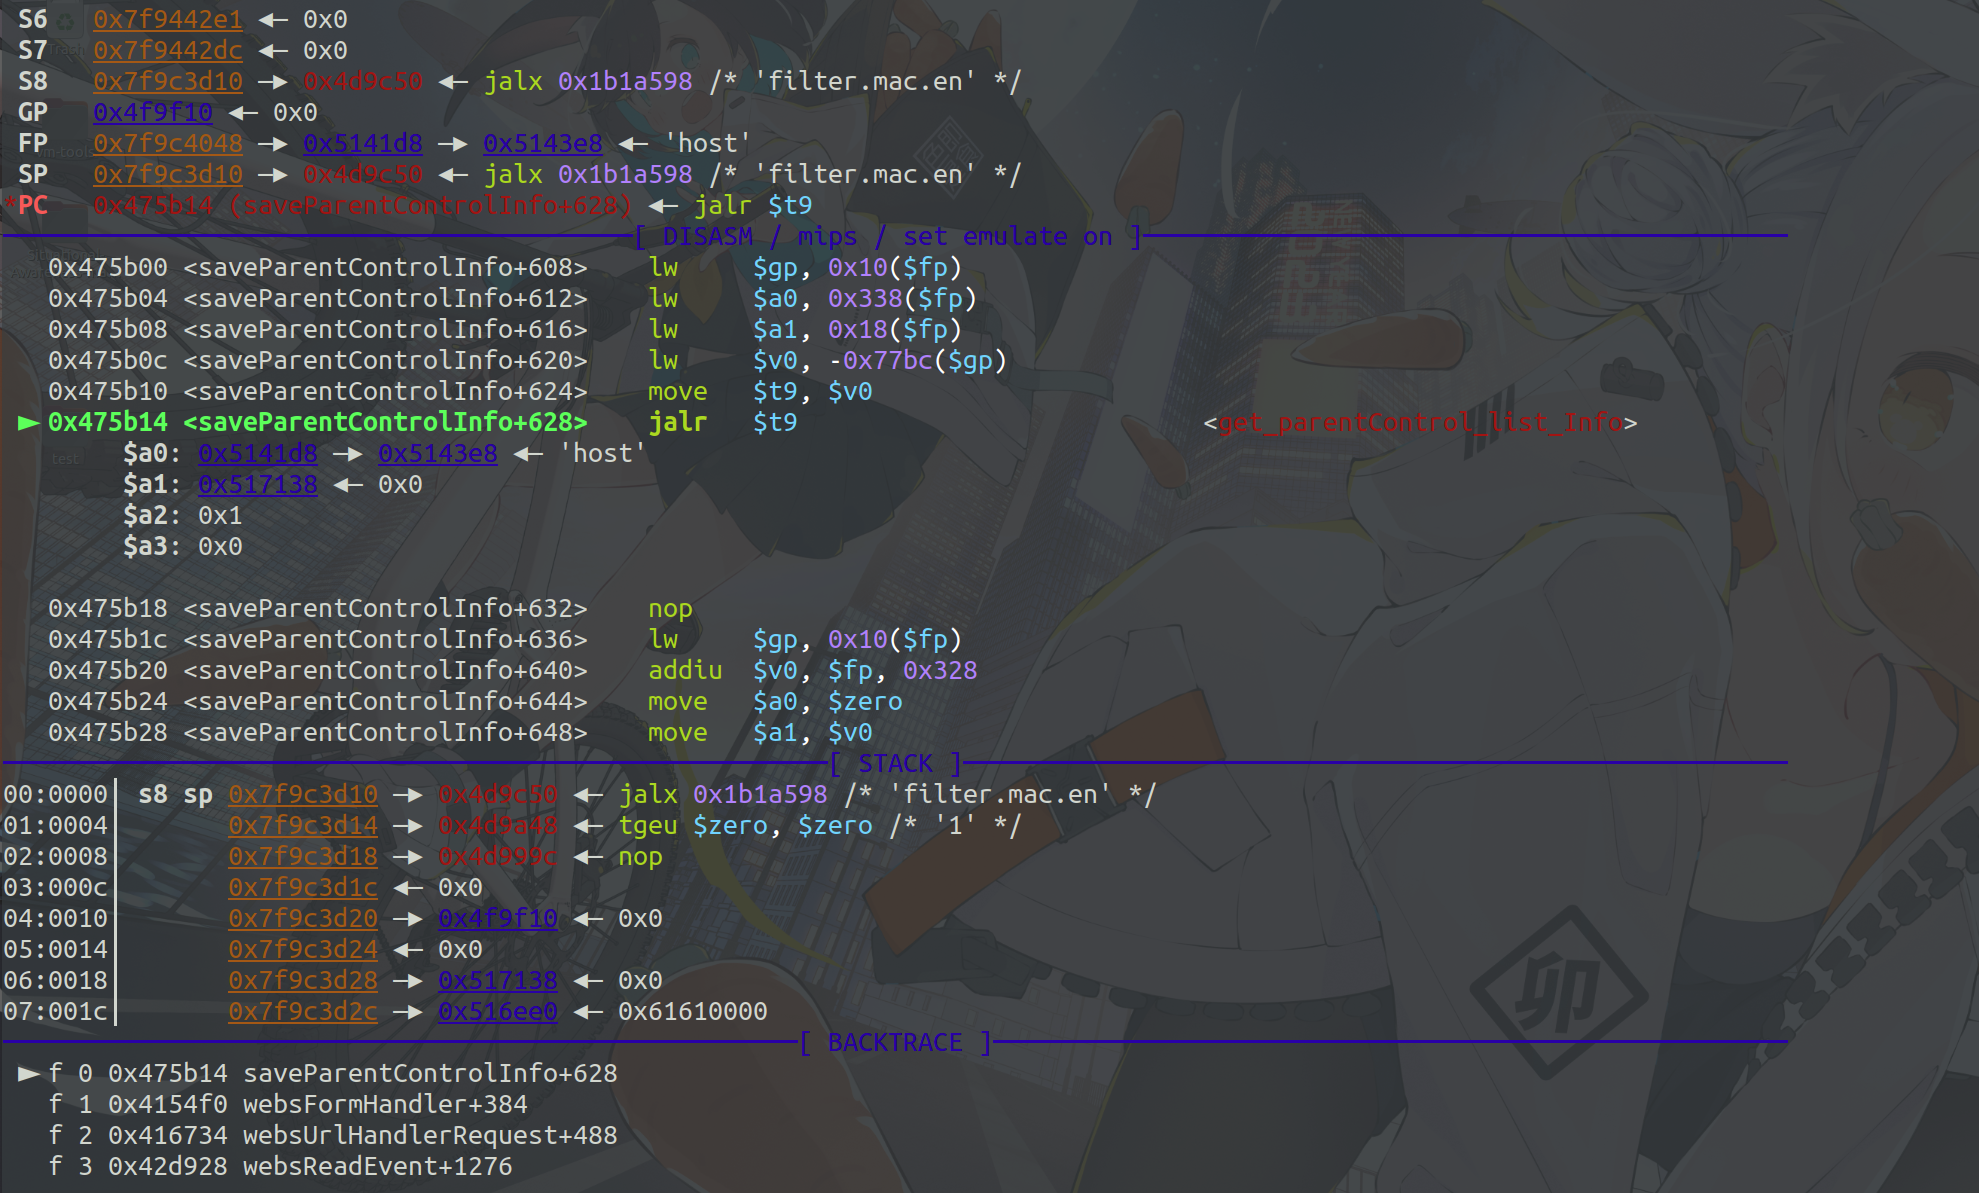 S6 0x7f9442e1 ◂— 0x0
S7 0x7f9442dc ◂— 0x0
S8 0x7f9c3d10 —▸ 0x4d9c50 ◂— jalx 0x1b1a598 /* 'filter.mac.en' */
GP 0x4f9f10 ◂— 0x0
FP 0x7f9c4048 —▸ 0x5141d8 —▸ 0x5143e8 ◂— 'host'
SP 0x7f9c3d10 —▸ 0x4d9c50 ◂— jalx 0x1b1a598 /* 'filter.mac.en' */
*PC 0x475b14 (saveParentControlInfo+628) ◂— jalr $t9
[ DISASM / mips / set emulate on ]
0x475b00 <saveParentControlInfo+608> lw $gp, 0x10($fp)
0x475b04 <saveParentControlInfo+612> lw $a0, 0x338($fp)
0x475b08 <saveParentControlInfo+616> lw $a1, 0x18($fp)
0x475b0c <saveParentControlInfo+620> lw $v0, -0x77bc($gp)
0x475b10 <saveParentControlInfo+624> move $t9, $v0
► 0x475b14 <saveParentControlInfo+628> jalr $t9 <get_parentControl_list_Info>
$a0: 0x5141d8 —▸ 0x5143e8 ◂— 'host'
$a1: 0x517138 ◂— 0x0
$a2: 0x1
$a3: 0x0
0x475b18 <saveParentControlInfo+632> nop
0x475b1c <saveParentControlInfo+636> lw $gp, 0x10($fp)
0x475b20 <saveParentControlInfo+640> addiu $v0, $fp, 0x328
0x475b24 <saveParentControlInfo+644> move $a0, $zero
0x475b28 <saveParentControlInfo+648> move $a1, $v0
[ STACK ]
00:0000│ s8 sp 0x7f9c3d10 —▸ 0x4d9c50 ◂— jalx 0x1b1a598 /* 'filter.mac.en' */
01:0004│ 0x7f9c3d14 —▸ 0x4d9a48 ◂— tgeu $zero, $zero /* '1' */
02:0008│ 0x7f9c3d18 —▸ 0x4d999c ◂— nop
03:000c│ 0x7f9c3d1c ◂— 0x0
04:0010│ 0x7f9c3d20 —▸ 0x4f9f10 ◂— 0x0
05:0014│ 0x7f9c3d24 ◂— 0x0
06:0018│ 0x7f9c3d28 —▸ 0x517138 ◂— 0x0
07:001c│ 0x7f9c3d2c —▸ 0x516ee0 ◂— 0x61610000
卯
[ BACKTRACE ]
► f 0 0x475b14 saveParentControlInfo+628
f 1 0x4154f0 websFormHandler+384
f 2 0x416734 websUrlHandlerRequest+488
f 3 0x42d928 websReadEvent+1276